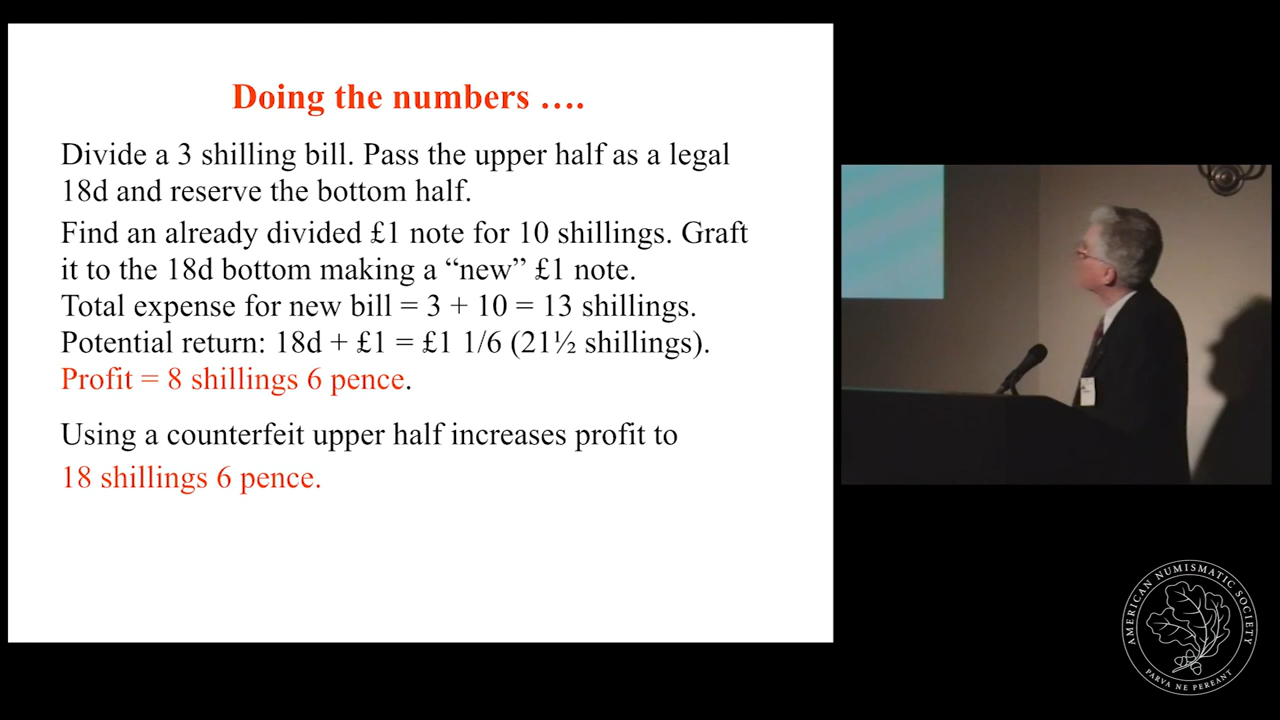 Doing the numbers ….
Divide a 3 shilling bill. Pass the upper half as a legal
18d and reserve the bottom half.
Find an already divided £1 note for 10 shillings. Graft
it to the 18d bottom making a “new” £1 note.
Total expense for new bill = 3 + 10 = 13 shillings.
Potential return: 18d + £1 = £1 1/6 (21½ shillings).
Profit = 8 shillings 6 pence.
Using a counterfeit upper half increases profit to
18 shillings 6 pence.
AMERICAN NUMISMATIC SOCIETY
PARVA NE PEREANT